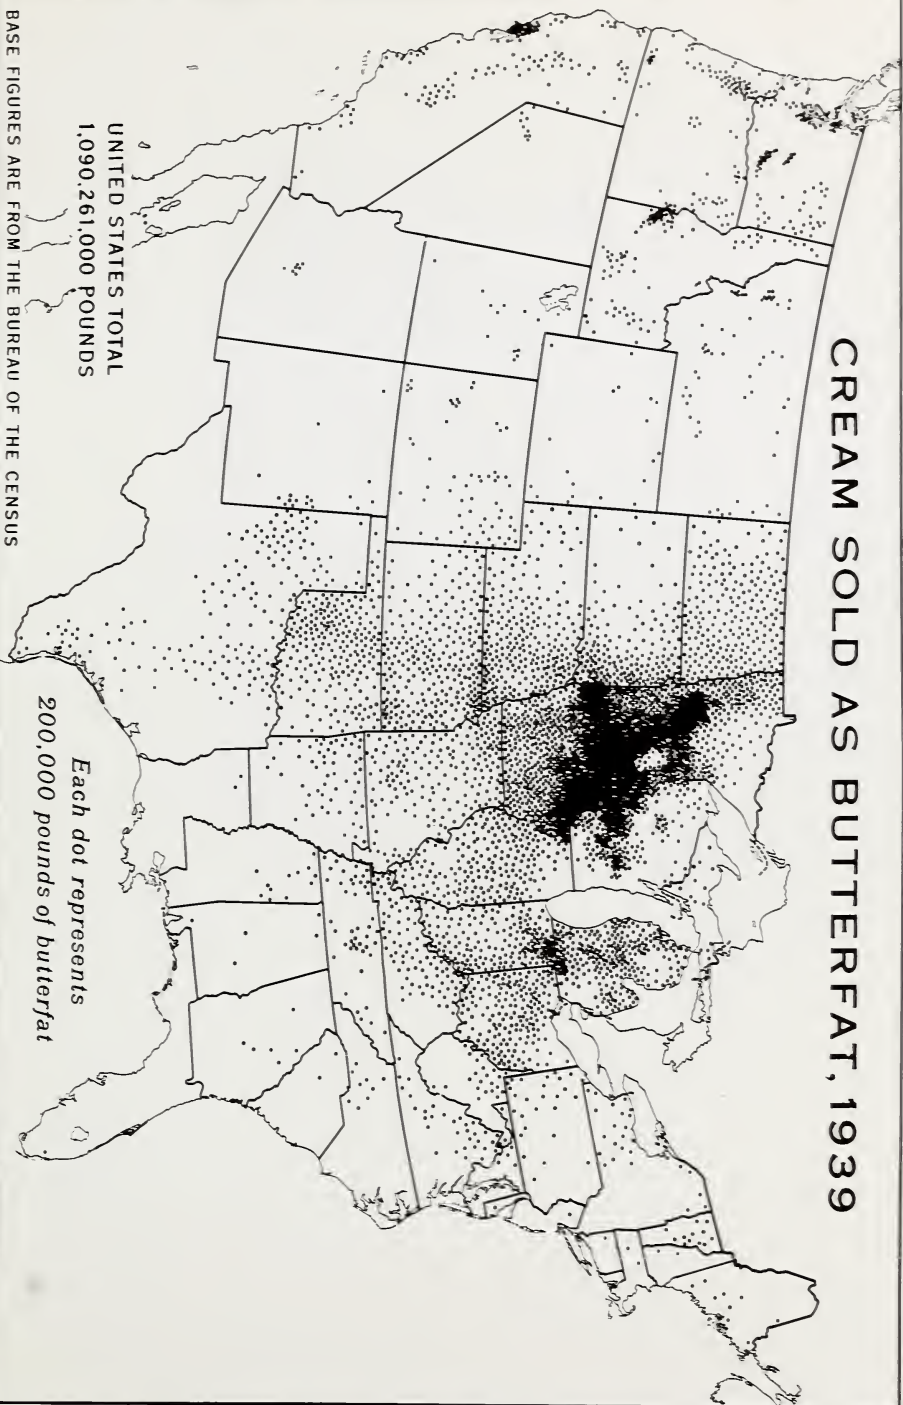 CREAM SOLD AS BUTTERFAT, 1939
UNITED STATES TOTAL
1,090,261,000 POUNDS
Each dot represents
200,000 pounds of butterfat
BASE FIGURES ARE FROM THE BUREAU OF THE CENSUS